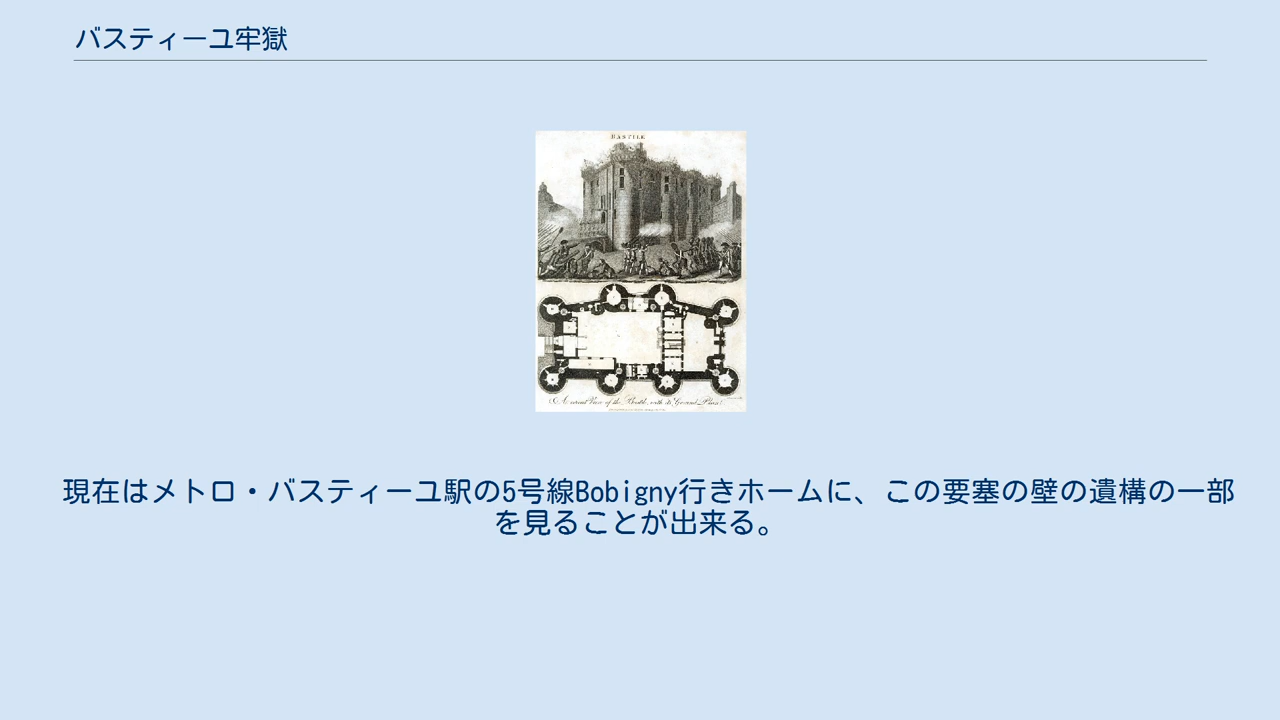 バスティーユ牢獄
BASTILE
現在はメトロ・バスティーユ駅の5号線Bobigny行きホームに、この要塞の壁の遺構の一部
を見ることが出来る。